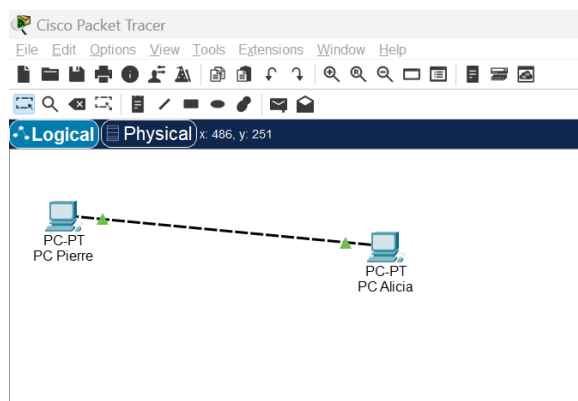 Cisco Packet Tracer
File Edit Options View Tools Extensions Window Help
Logical Physical x: 486, y: 251
PC-PT
PC Pierre
PC-PT
PC Alicia